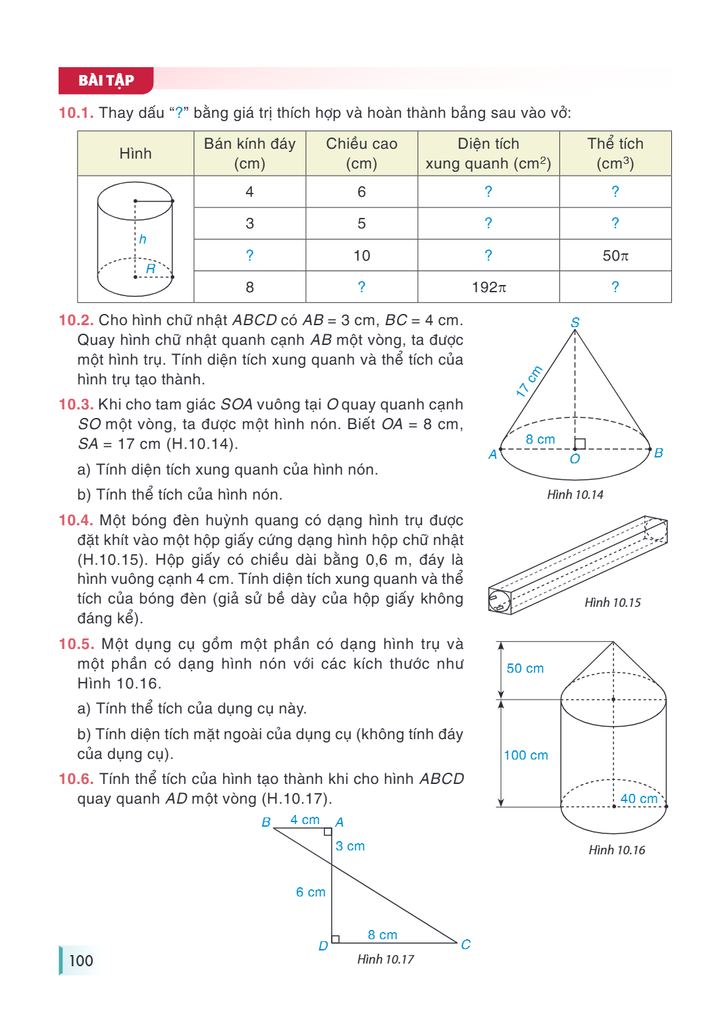 BÀI TẬP
10.1. Thay dấu “?” bằng giá trị thích hợp và hoàn thành bảng sau vào vở:
Hình
Bán kính đáy (cm)
Chiều cao (cm)
Diện tích xung quanh (cm²)
Thể tích (cm³)
4 6 ? ?
3 5 ? ?
? 10 ? 50π
8 ? 192π ?
h
R
10.2. Cho hình chữ nhật ABCD có AB = 3 cm, BC = 4 cm.
Quay hình chữ nhật quanh cạnh AB một vòng, ta được
một hình trụ. Tính diện tích xung quanh và thể tích của
hình trụ tạo thành.
10.3. Khi cho tam giác SOA vuông tại O quay quanh cạnh
SO một vòng, ta được một hình nón. Biết OA = 8 cm,
SA = 17 cm (H.10.14).
a) Tính diện tích xung quanh của hình nón.
b) Tính thể tích của hình nón.
S
17 cm
8 cm
A
O
B
Hình 10.14
10.4. Một bóng đèn huỳnh quang có dạng hình trụ được
đặt khít vào một hộp giấy cứng dạng hình hộp chữ nhật
(H.10.15). Hộp giấy có chiều dài bằng 0,6 m, đáy là
hình vuông cạnh 4 cm. Tính diện tích xung quanh và thể
tích của bóng đèn (giả sử bề dày của hộp giấy không
đáng kể).
Hình 10.15
10.5. Một dụng cụ gồm một phần có dạng hình trụ và
một phần có dạng hình nón với các kích thước như
Hình 10.16.
a) Tính thể tích của dụng cụ này.
b) Tính diện tích mặt ngoài của dụng cụ (không tính đáy
của dụng cụ).
50 cm
100 cm
40 cm
Hình 10.16
10.6. Tính thể tích của hình tạo thành khi cho hình ABCD
quay quanh AD một vòng (H.10.17).
B 4 cm A
3 cm
6 cm
8 cm
D
C
Hình 10.17
100